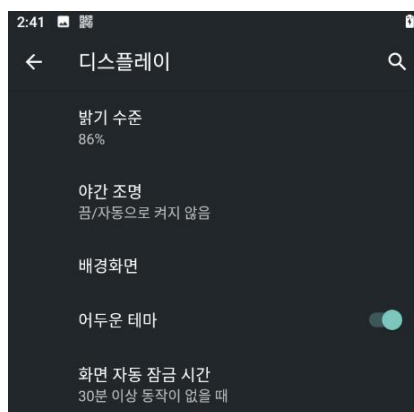 2:41
디스플레이
밝기 수준
86%
야간 조명
끔/자동으로 켜지 않음
배경화면
어두운 테마
화면 자동 잠금 시간
30분 이상 동작이 없을 때